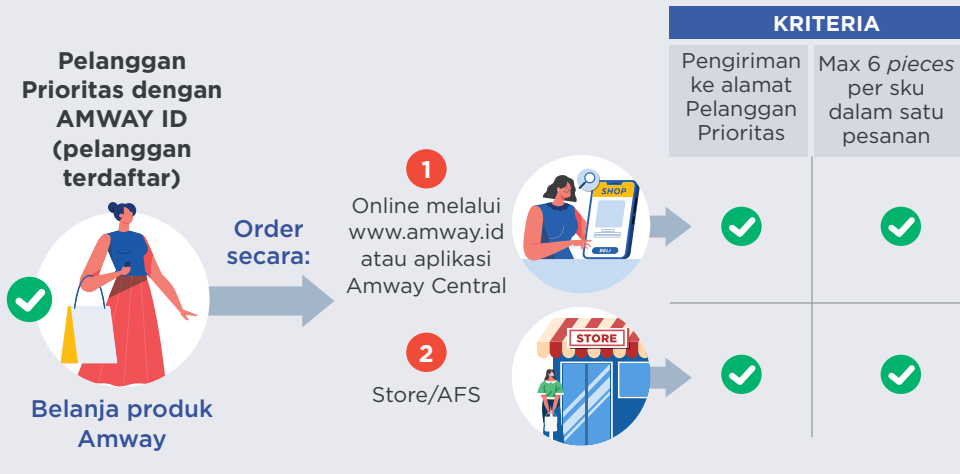 Pelanggan
Prioritas dengan
AMWAY ID
(pelanggan
terdaftar)
Belanja produk
Amway
Order
secara:
1
Online melalui
www.amway.id
atau aplikasi
Amway Central
SHOP
BELI
2
Store/AFS
STORE
KRITERIA
Pengiriman
ke alamat
Pelanggan
Prioritas
Max 6 pieces
per sku
dalam satu
pesanan